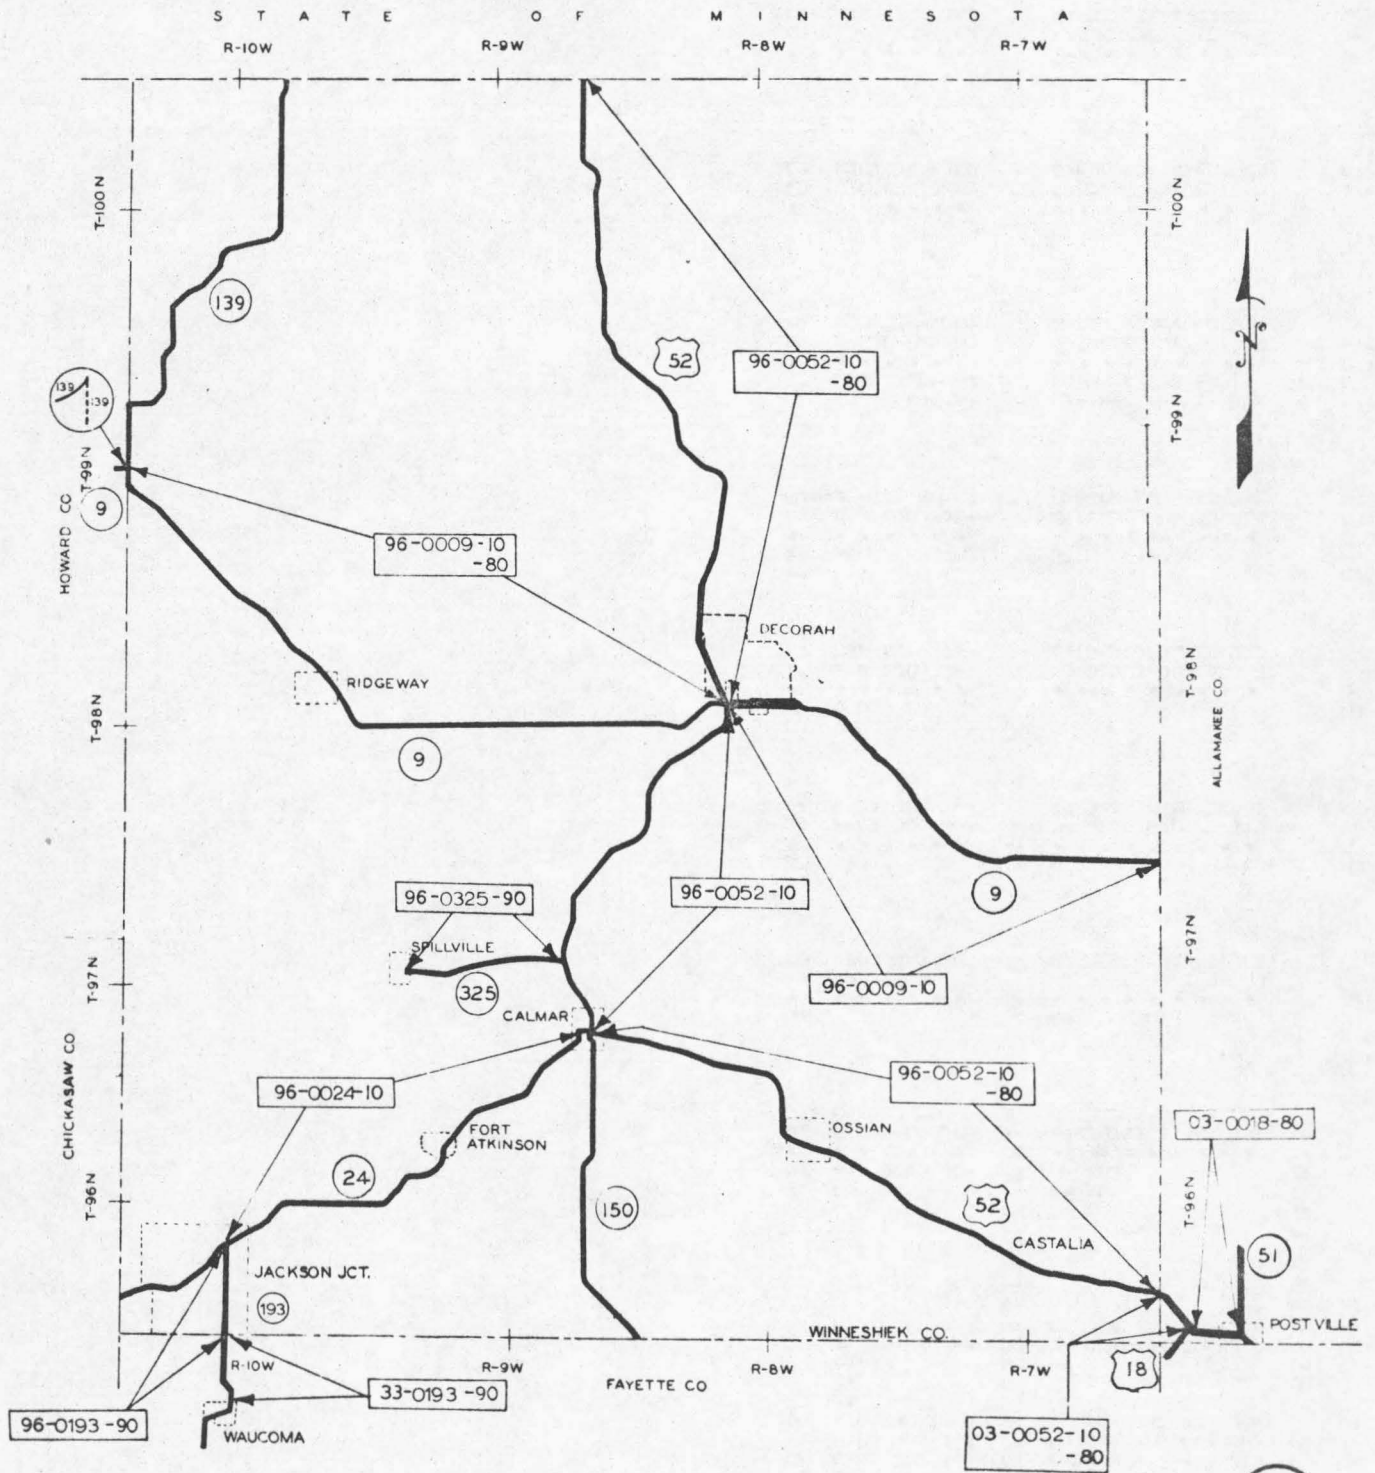 STATE OF MINNESOTA
R-10W R-9W R-8W R-7W
T-100N
T-100N
139
52
96-0052-10
-80
139
139
T-99N
T-99N
9
HOWARD CO
96-0009-10
-80
DECORAH
RIDGEWAY
T-98N
ALLAMAKEE CO.
T-98N
9
96-0325-90
96-0052-10
9
SPILLVILLE
T-97N
T-97N
325
96-0009-10
CALMAR
CHICKASAW CO
96-0024-10
96-0052-10
-80
FORT
ATKINSON
OSSIAN
03-0018-80
24
T-96N
T-96N
150
52
CASTALIA
51
JACKSON JCT.
193
WINNESHIEK CO.
POSTVILLE
R-10W
R-9W
R-8W
R-7W
18
FAYETTE CO
96-0193-90
33-0193-90
WAUCOMA
03-0052-10
-80